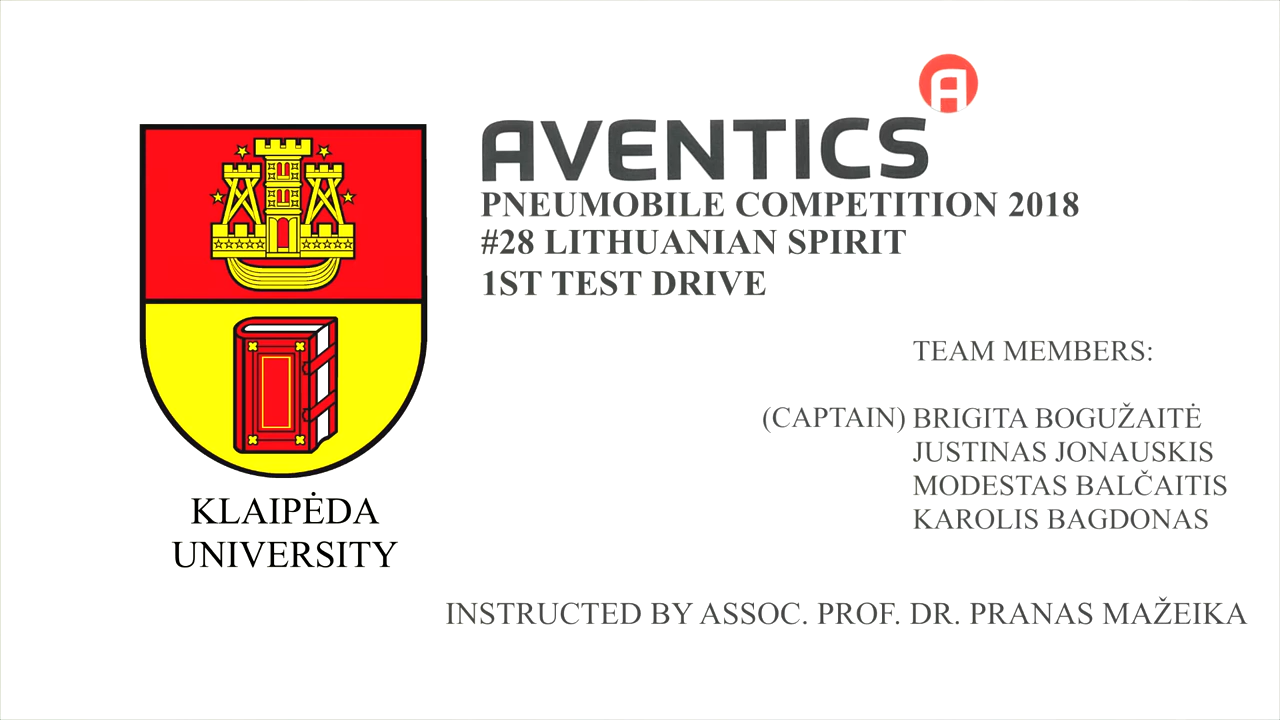 AVENTICS
PNEUMOBILE COMPETITION 2018
#28 LITHUANIAN SPIRIT
1ST TEST DRIVE
TEAM MEMBERS:
(CAPTAIN) BRIGITA BOGUŽAITĖ
JUSTINAS JONAUSKIS
MODESTAS BALČAITIS
KAROLIS BAGDONAS
KLAIPĖDA
UNIVERSITY
INSTRUCTED BY ASSOC. PROF. DR. PRANAS MAŽEIKA